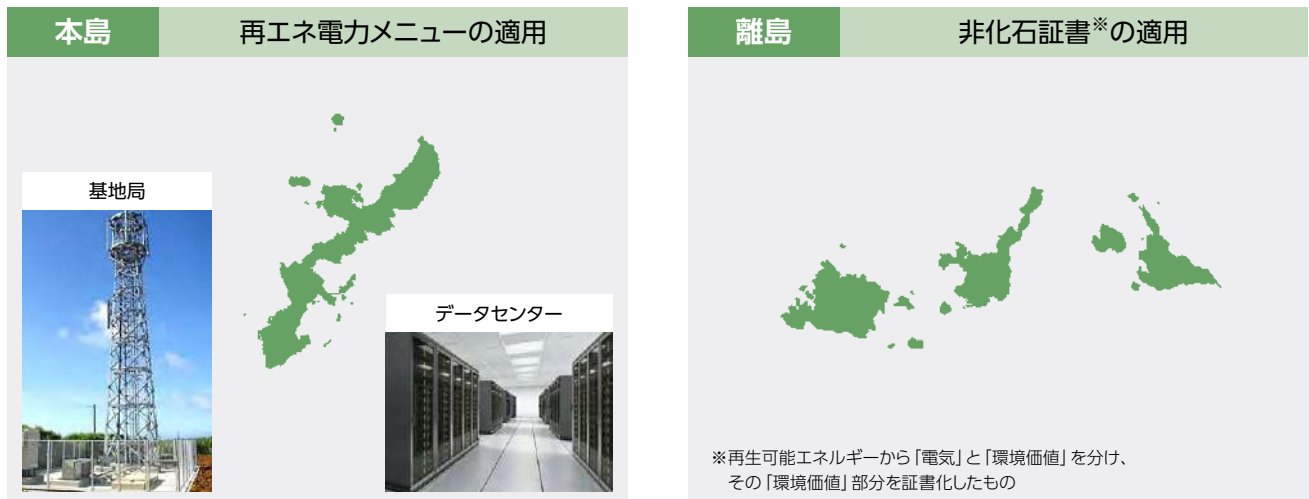 本島
再エネ電力メニューの適用
基地局
データセンター
離島
非化石証書※の適用
※再生可能エネルギーから「電気」と「環境価値」を分け、
その「環境価値」部分を証書化したもの